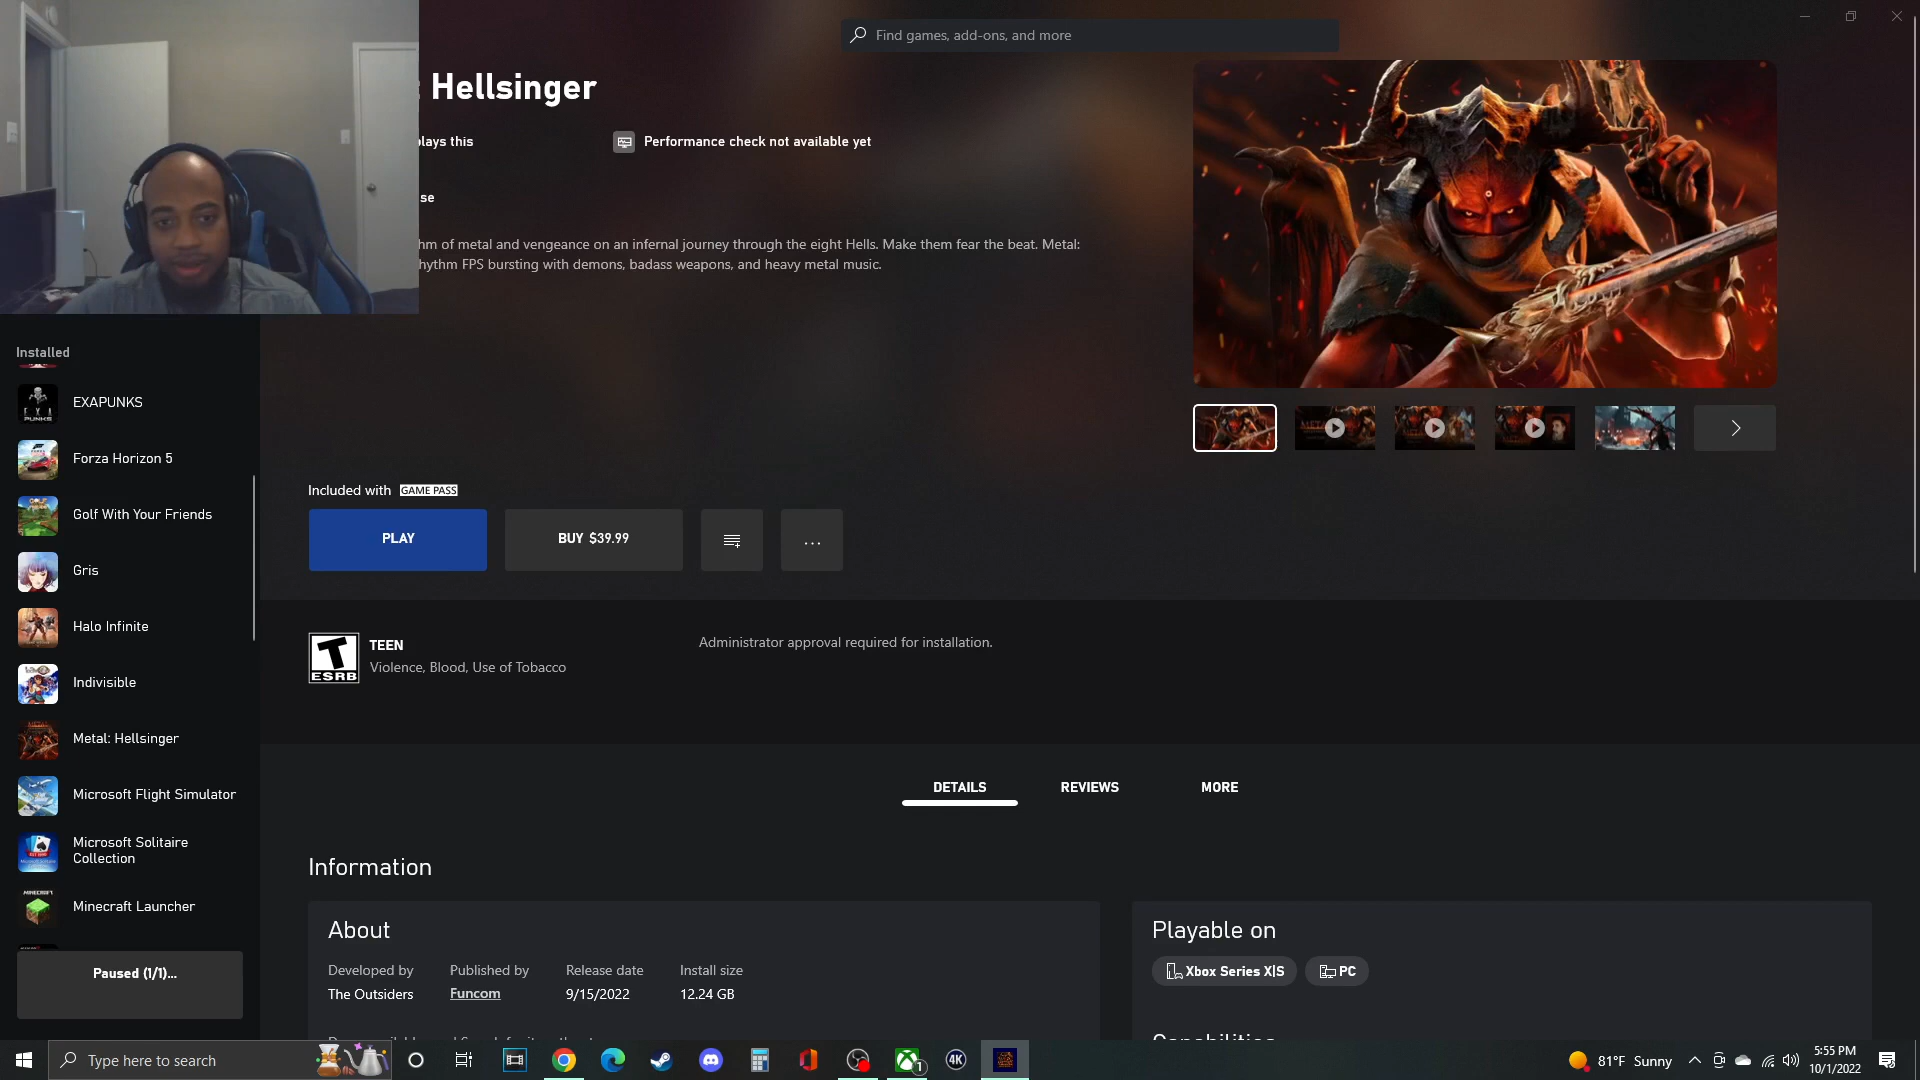 Find games, add-ons, and more
: Hellsinger
plays this
Performance check not available yet
se
hm of metal and vengeance on an infernal journey through the eight Hells. Make them fear the beat. Metal:
hythm FPS bursting with demons, badass weapons, and heavy metal music.
Installed
EXAPUNKS
Forza Horizon 5
Golf With Your Friends
Gris
Halo Infinite
Indivisible
Metal: Hellsinger
Microsoft Flight Simulator
Microsoft Solitaire
Collection
Minecraft Launcher
Paused (1/1)...
Included with GAME PASS
PLAY
BUY $39.99
...
T
ESRB
TEEN
Violence, Blood, Use of Tobacco
Administrator approval required for installation.
DETAILS
REVIEWS
MORE
Information
About
Developed by
The Outsiders
Published by
Funcom
Release date
9/15/2022
Install size
12.24 GB
Playable on
Xbox Series X|S
PC
Capabilities
Type here to search
4K
1
81°F Sunny
5:55 PM
10/1/2022